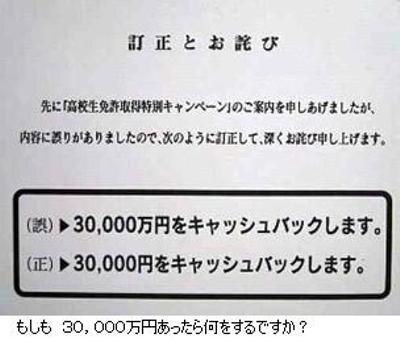 訂正とお詫び
先に「高校生免許取得特別キャンペーン」のご案内を申しあげましたが、
内容に誤りがありましたので、次のように訂正して、深くお詫び申し上げます。
(誤)▶30,000万円をキャッシュバックします。
(正)▶30,000円をキャッシュバックします。
もしも 30,000万円あったら何をするですか？